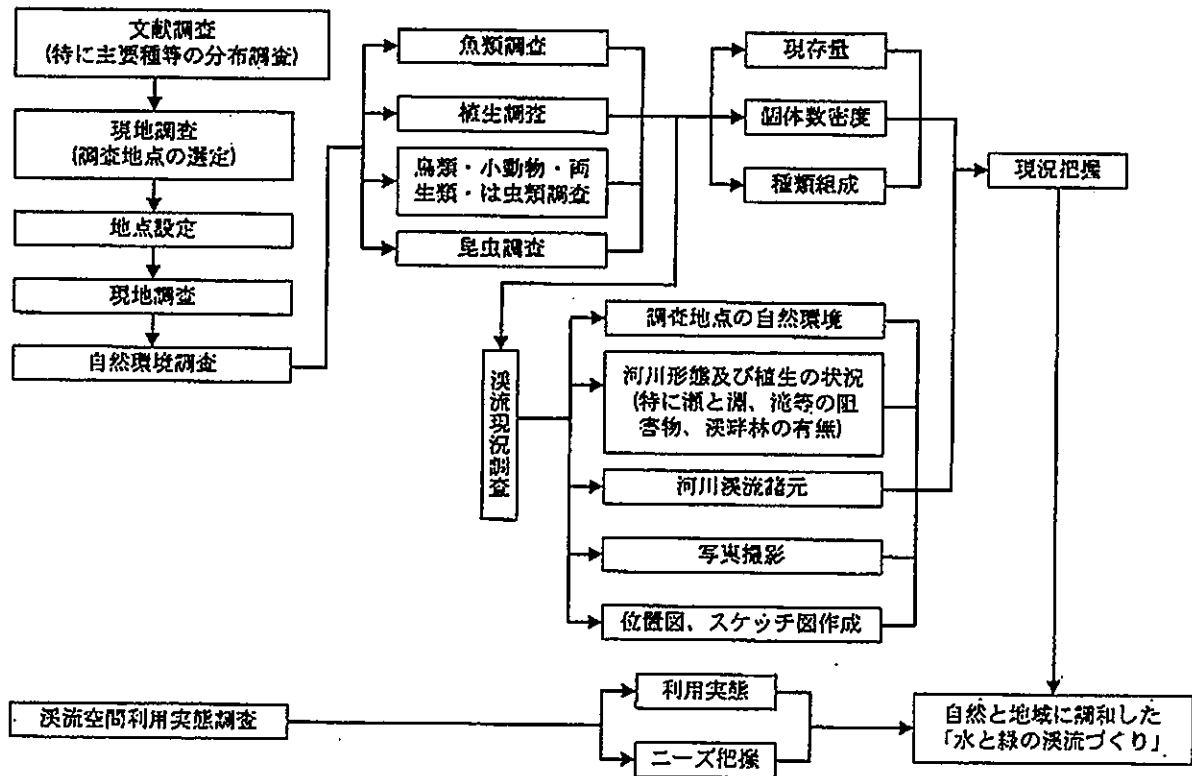 文献調査
(特に主要種等の分布調査)
現地調査
(調査地点の選定)
地点設定
現地調査
自然環境調査
魚類調査
植生調査
鳥類・小動物・両
生類・は虫類調査
昆虫調査
現存量
個体数密度
種類組成
現況把握
渓流現況調査
調査地点の自然環境
河川形態及び植生の状況
(特に瀬と淵、滝等の阻
害物、渓畔林の有無)
河川渓流諸元
写真撮影
位置図、スケッチ図作成
渓流空間利用実態調査
利用実態
ニーズ把握
自然と地域に調和した
「水と緑の渓流づくり」